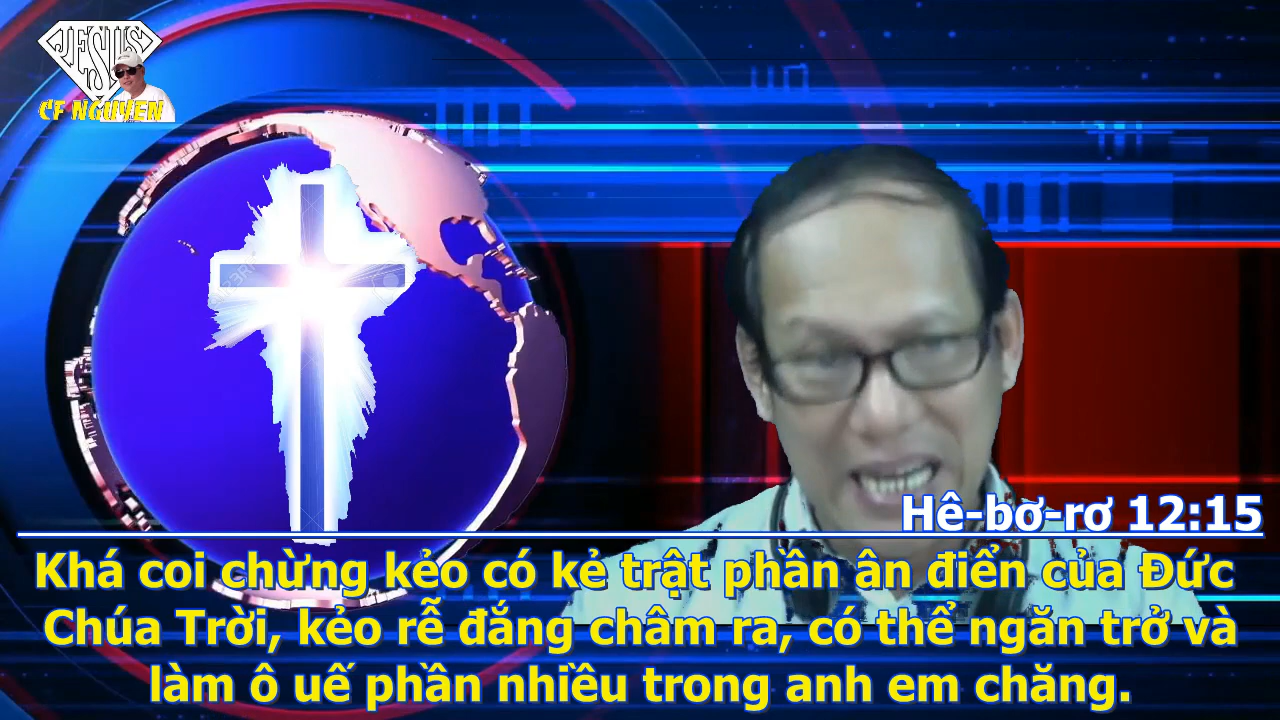 JESUS
CF NGUYEN
Hê-bơ-rơ 12:15
Khá coi chừng kẻo có kẻ trật phần ân điển của Đức
Chúa Trời, kẻo rễ đắng châm ra, có thể ngăn trở và
làm ô uế phần nhiều trong anh em chăng.